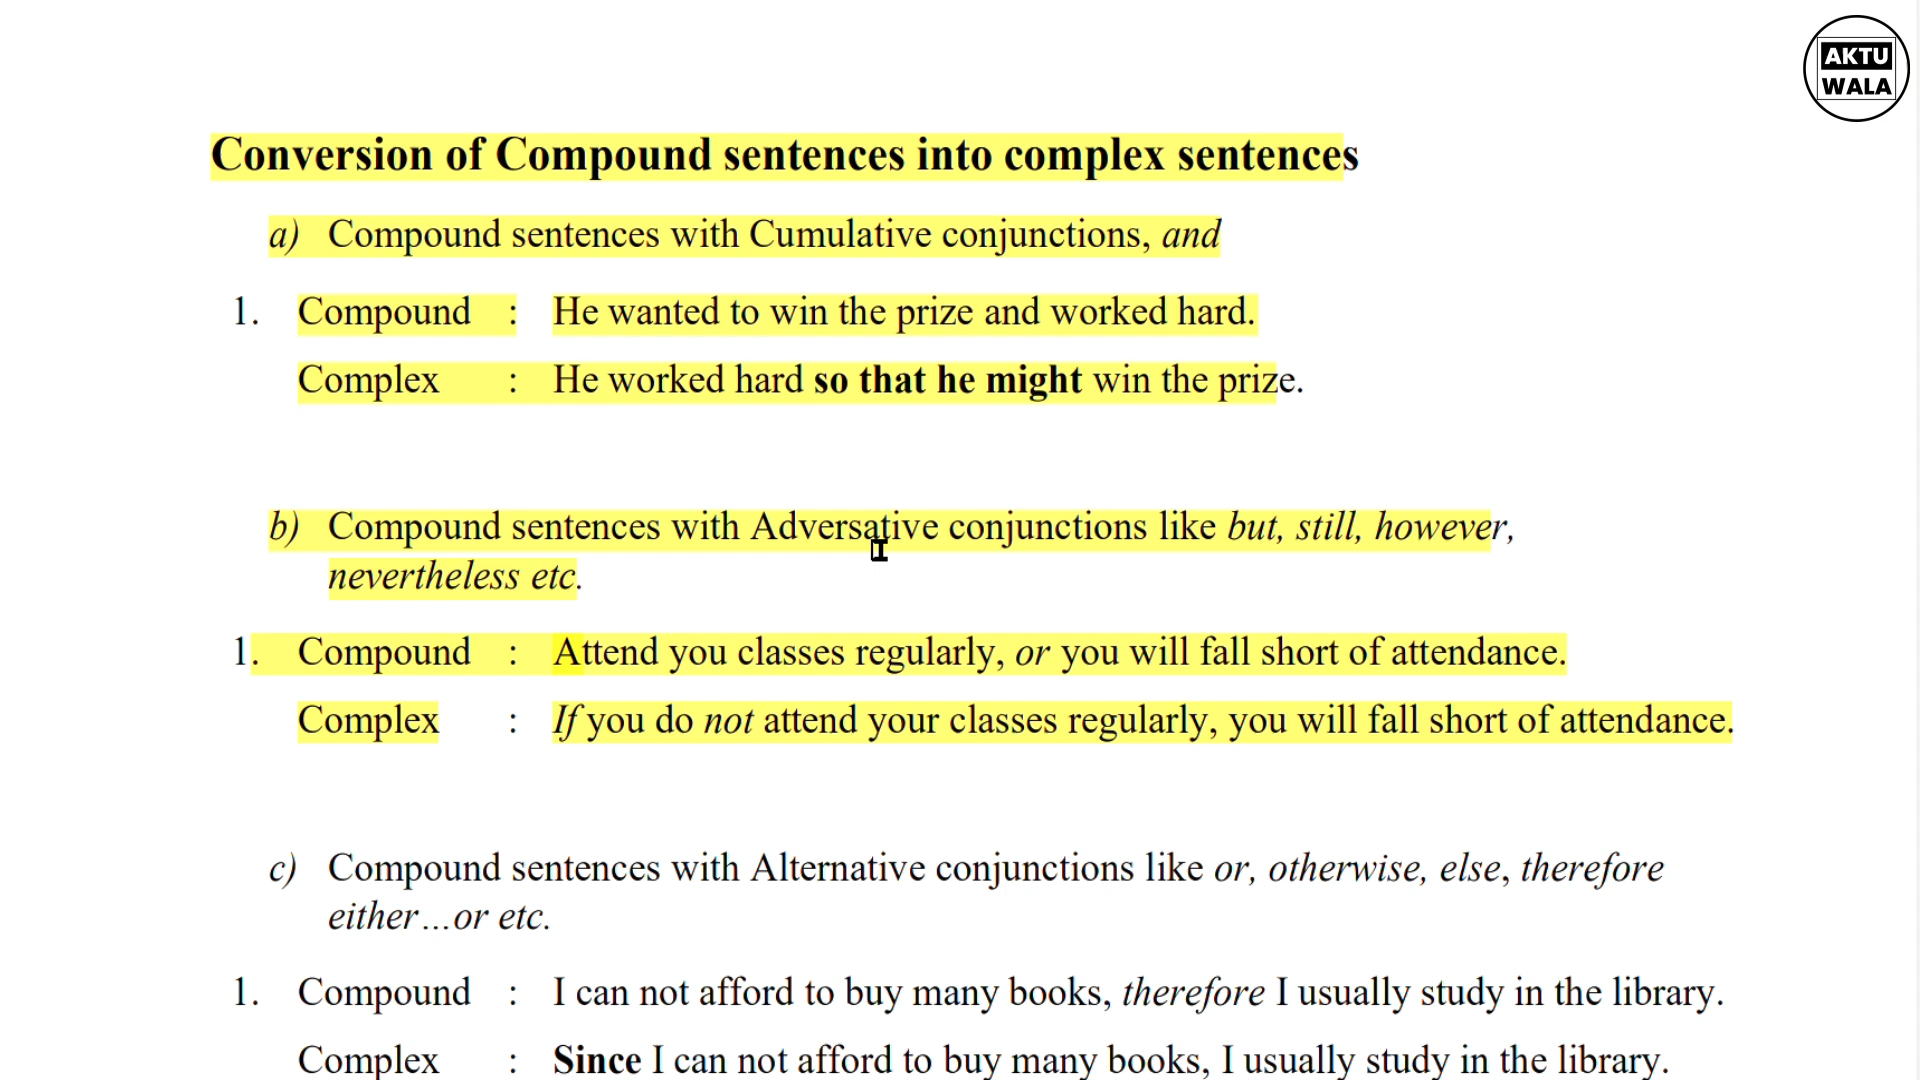 AKTU
WALA
Conversion of Compound sentences into complex sentences
a) Compound sentences with Cumulative conjunctions, and
1. Compound : He wanted to win the prize and worked hard.
Complex : He worked hard so that he might win the prize.
b) Compound sentences with Adversative conjunctions like but, still, however,
nevertheless etc.
1. Compound : Attend you classes regularly, or you will fall short of attendance.
Complex : If you do not attend your classes regularly, you will fall short of attendance.
c) Compound sentences with Alternative conjunctions like or, otherwise, else, therefore
either…or etc.
1. Compound : I can not afford to buy many books, therefore I usually study in the library.
Complex : Since I can not afford to buy many books, I usually study in the library.